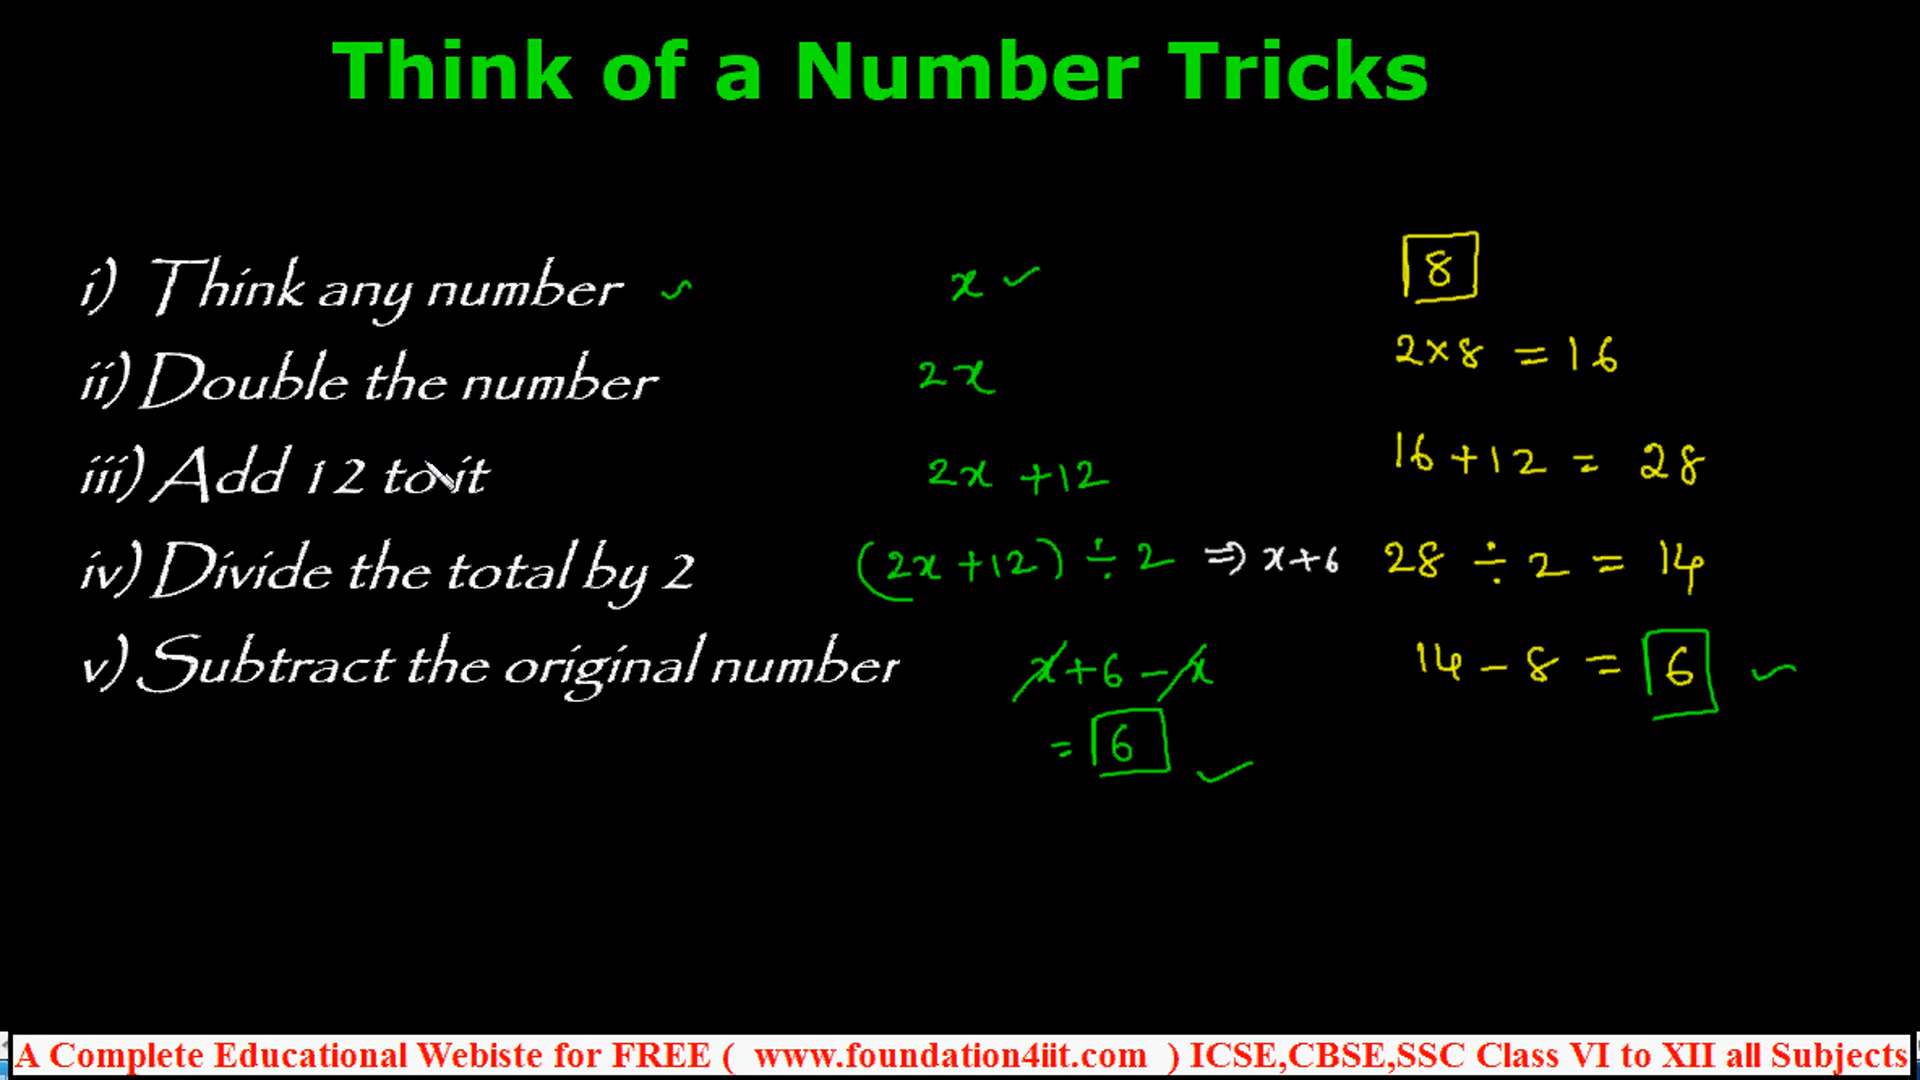 Think of a Number Tricks
i) Think any number x 8
ii) Double the number 2x 2×8 = 16
iii) Add 12 to it 2x +12 16+12 = 28
iv) Divide the total by 2 (2x +12) ÷ 2 ⇒ x+6 28 ÷ 2 = 14
v) Subtract the original number x+6 - x 14 - 8 = 6
= 6
A Complete Educational Webiste for FREE ( www.foundation4iit.com ) ICSE,CBSE,SSC Class VI to XII all Subjects